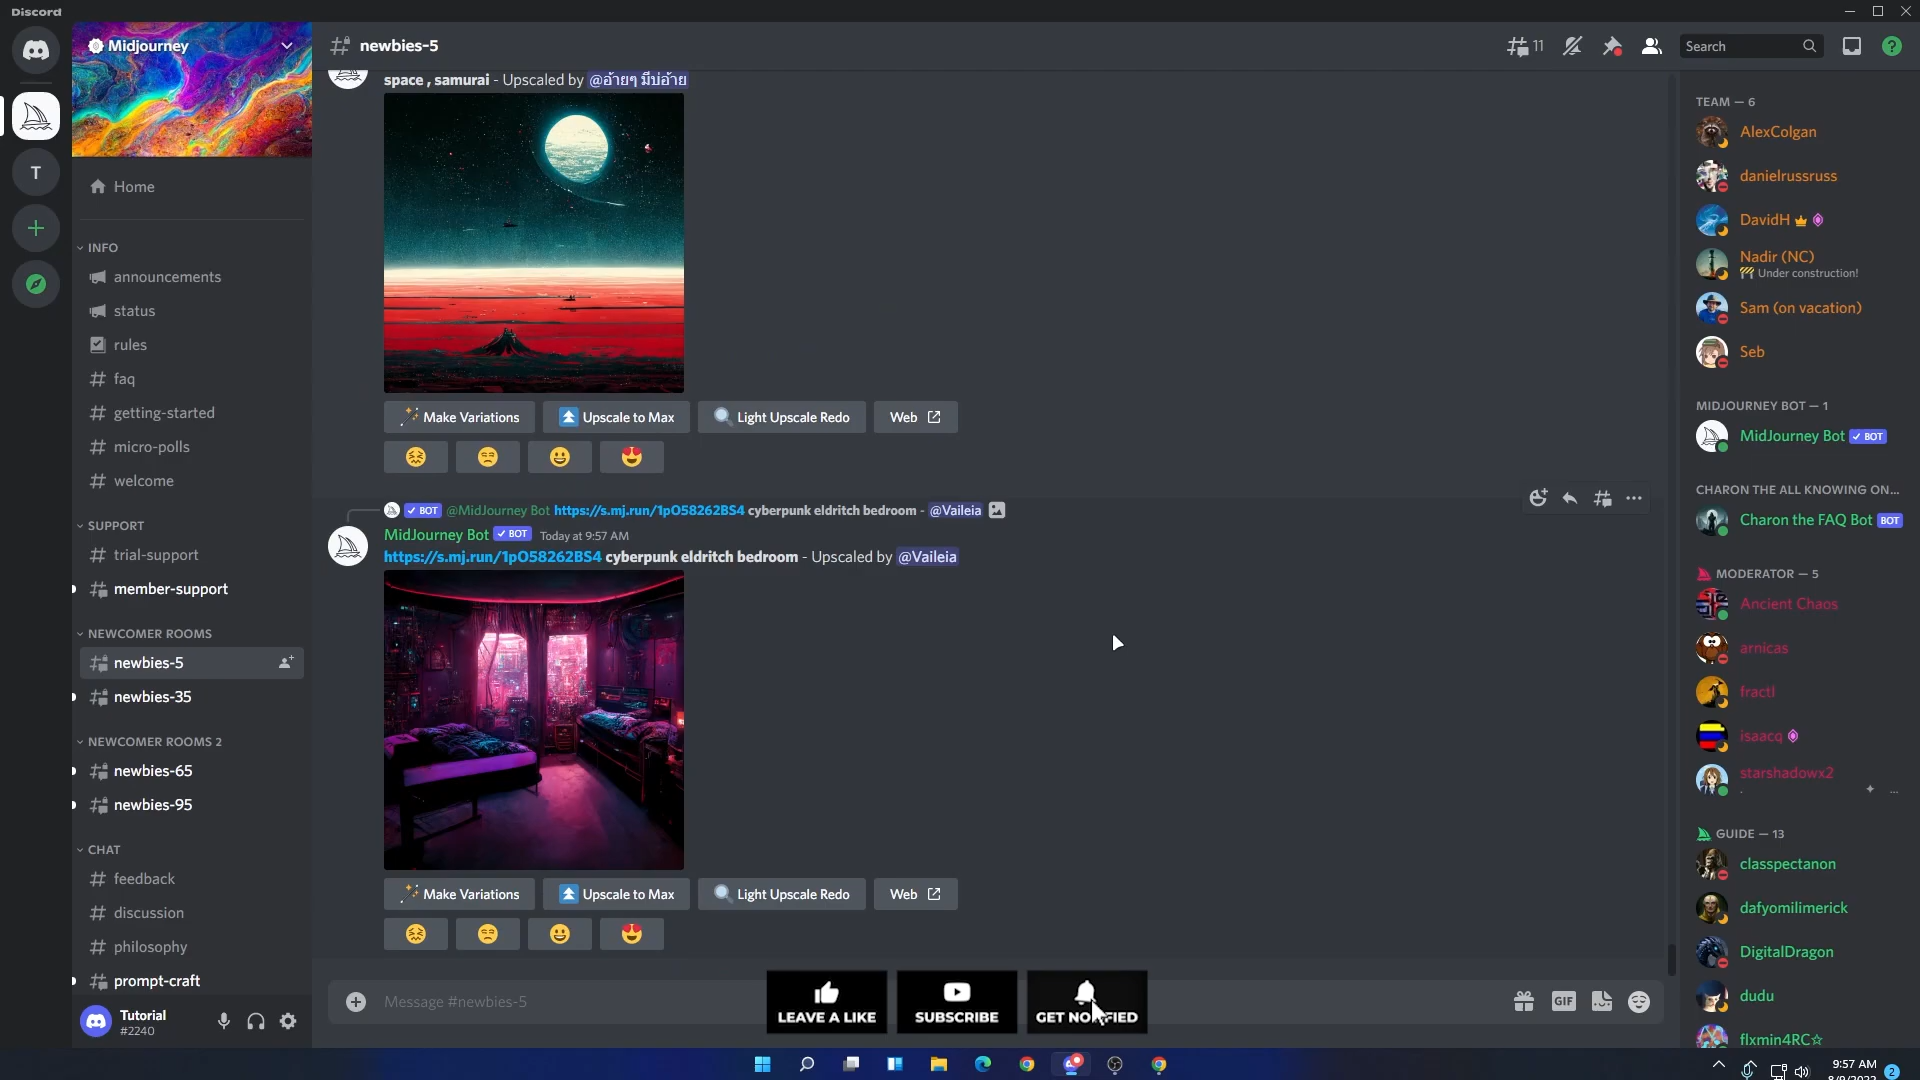 Discord
Midjourney
newbies-5
11
Search
Home
INFO
announcements
status
rules
faq
getting-started
micro-polls
welcome
SUPPORT
trial-support
member-support
NEWCOMER ROOMS
newbies-5
newbies-35
NEWCOMER ROOMS 2
newbies-65
newbies-95
CHAT
feedback
discussion
philosophy
prompt-craft
Tutorial
#2240
T
space , samurai - Upscaled by @อ้ายๆ มีบ่อ้าย
Make Variations Upscale to Max Light Upscale Redo Web
BOT @MidJourney Bot https://s.mj.run/1pO58262BS4 cyberpunk eldritch bedroom - @Vaileia
MidJourney Bot BOT Today at 9:57 AM
https://s.mj.run/1pO58262BS4 cyberpunk eldritch bedroom - Upscaled by @Vaileia
Make Variations Upscale to Max Light Upscale Redo Web
Message #newbies-5
LEAVE A LIKE SUBSCRIBE GET NOTIFIED
GIF
TEAM — 6
AlexColgan
danielrussruss
DavidH
Nadir (NC)
Under construction!
Sam (on vacation)
Seb
MIDJOURNEY BOT — 1
MidJourney Bot BOT
CHARON THE ALL KNOWING ON...
Charon the FAQ Bot BOT
MODERATOR — 5
Ancient Chaos
arnicas
fractl
isaacq
starshadowx2
. ...
GUIDE — 13
classpectanon
dafyomilimerick
DigitalDragon
dudu
flxmin4RC☆
9:57 AM
8/9/2022
2